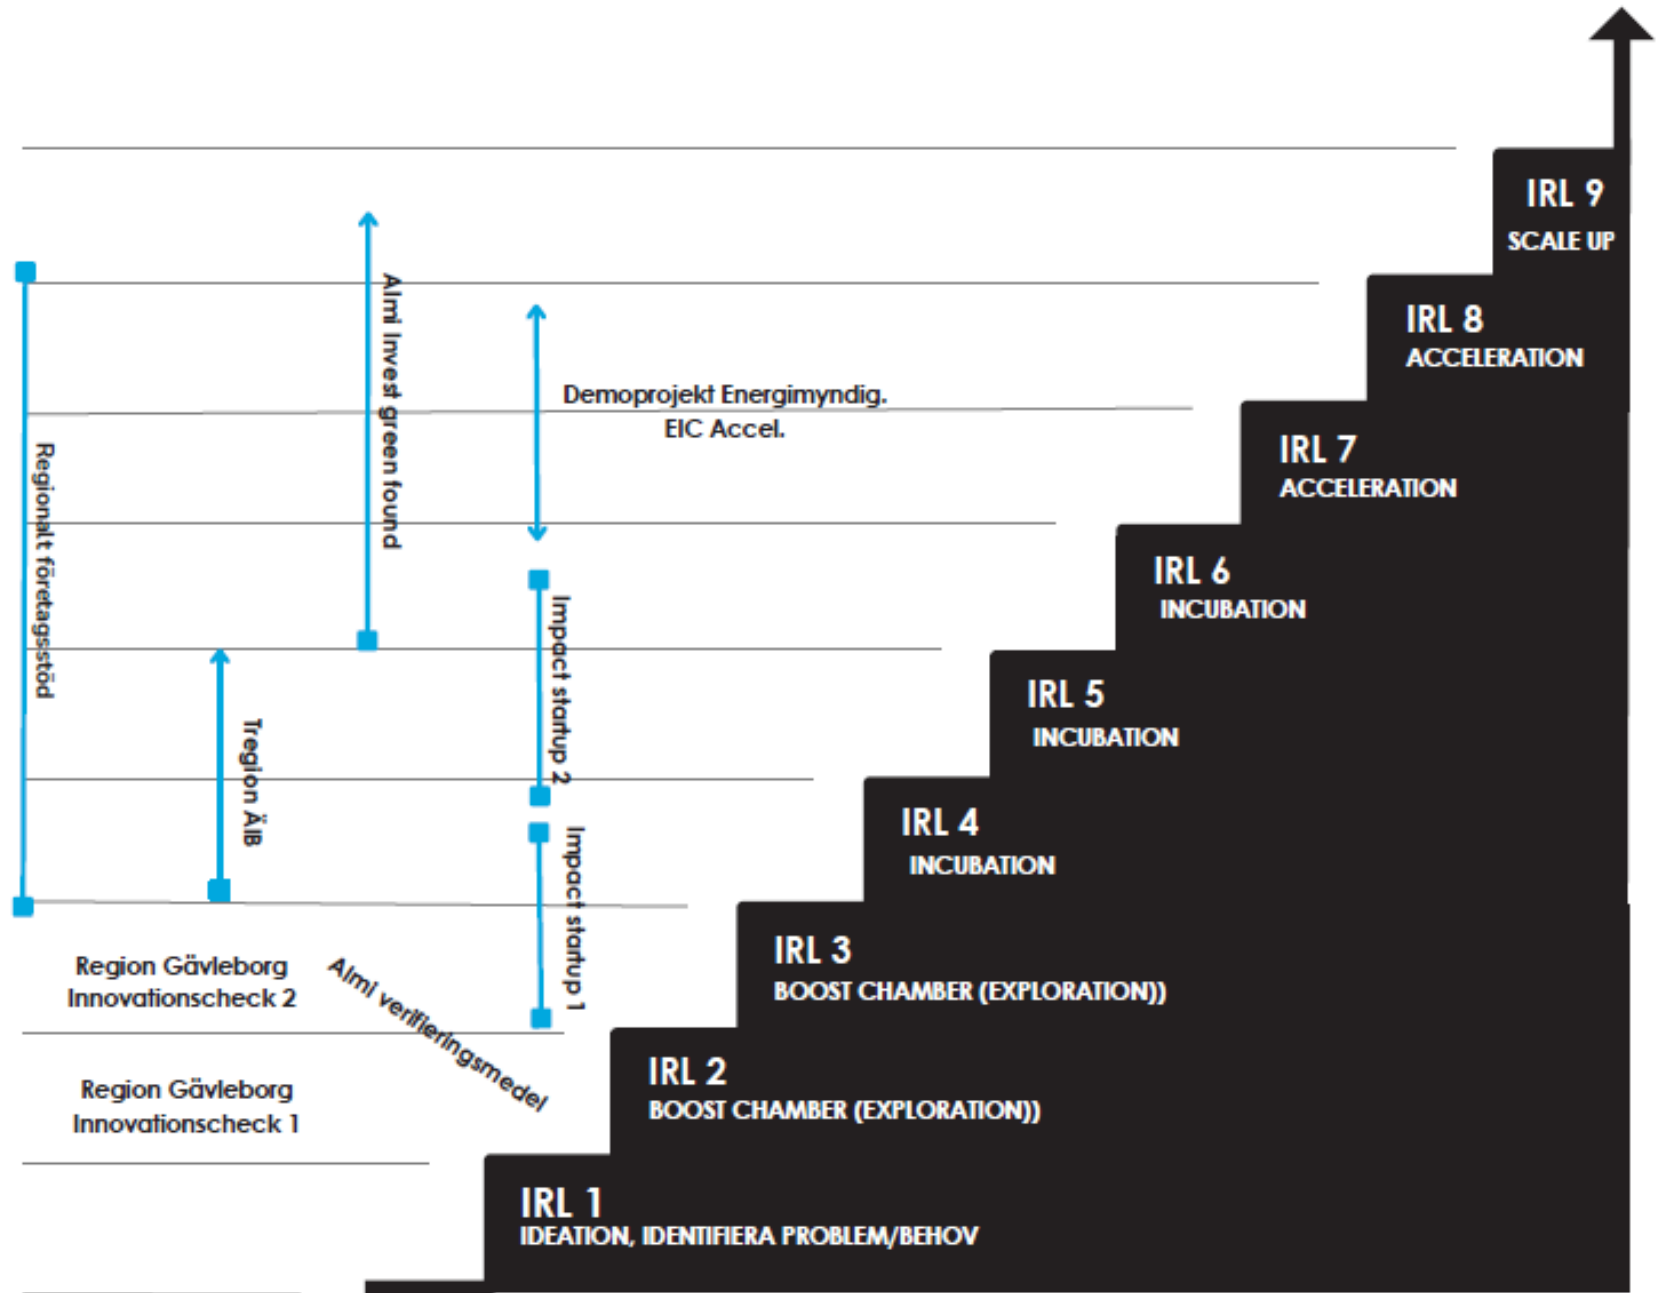 IRL 9
SCALE UP
IRL 8
ACCELERATION
IRL 7
ACCELERATION
IRL 6
INCUBATION
IRL 5
INCUBATION
IRL 4
INCUBATION
IRL 3
BOOST CHAMBER (EXPLORATION))
IRL 2
BOOST CHAMBER (EXPLORATION))
IRL 1
IDEATION, IDENTIFIERA PROBLEM/BEHOV
Regionalt företagsstöd
Tregion ÄIB
Almi Invest green found
Demoprojekt Energimyndig.
EIC Accel.
Impact startup 2
Impact startup 1
Region Gävleborg
Innovationscheck 2
Almi verifieringsmedel
Region Gävleborg
Innovationscheck 1